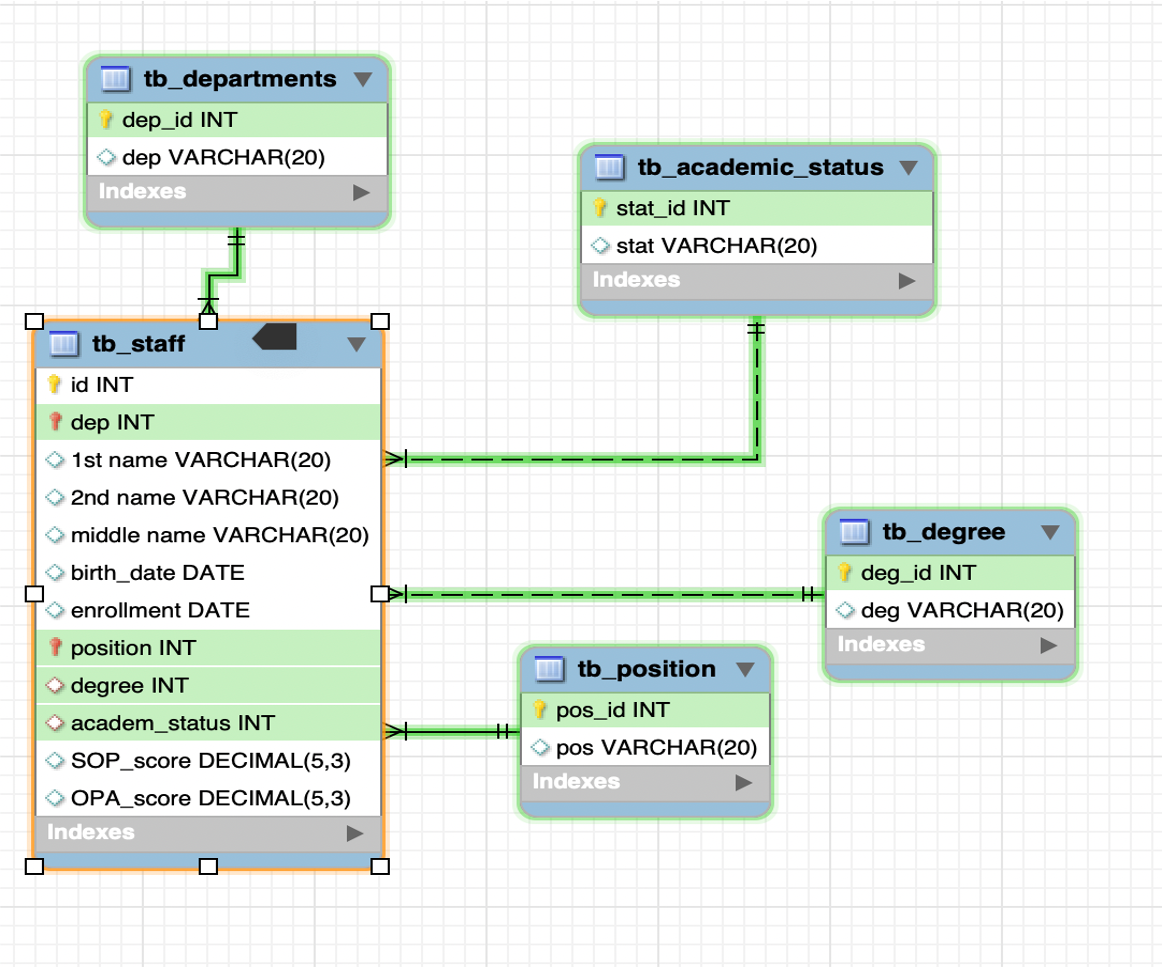 tb_departments
dep_id INT
dep VARCHAR(20)
Indexes
tb_academic_status
stat_id INT
stat VARCHAR(20)
Indexes
tb_staff
id INT
dep INT
1st name VARCHAR(20)
2nd name VARCHAR(20)
middle name VARCHAR(20)
birth_date DATE
enrollment DATE
position INT
degree INT
academ_status INT
SOP_score DECIMAL(5,3)
OPA_score DECIMAL(5,3)
Indexes
tb_degree
deg_id INT
deg VARCHAR(20)
Indexes
tb_position
pos_id INT
pos VARCHAR(20)
Indexes